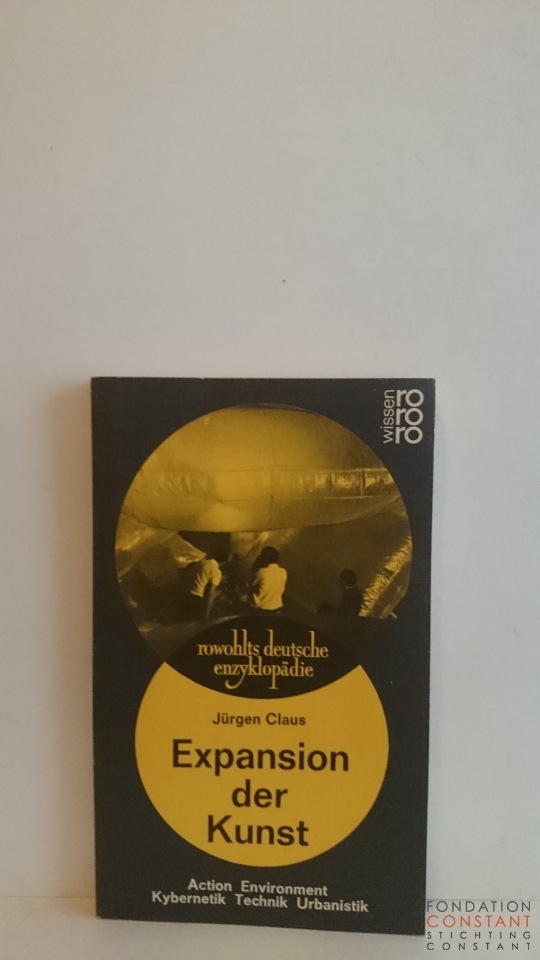 wissen
ro
ro
ro
rowohlts deutsche
enzyklopädie
Jürgen Claus
Expansion
der
Kunst
Action Environment
Kybernetik Technik Urbanistik
FONDATION
CONSTANT
STICHTING
CONSTANT